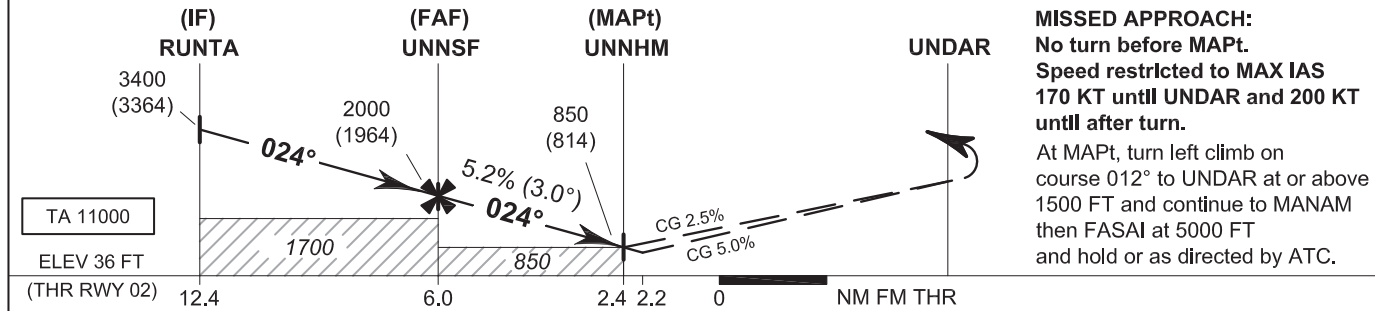 (IF)
RUNTA
(FAF)
UNNSF
(MAPt)
UNNHM
UNDAR
3400
(3364)
2000
(1964)
850
(814)
024°
5.2% (3.0°)
024°
CG 2.5%
CG 5.0%
TA 11000
1700
850
ELEV 36 FT
(THR RWY 02)
12.4
6.0
2.4 2.2
0
NM FM THR
MISSED APPROACH:
No turn before MAPt.
Speed restricted to MAX IAS
170 KT until UNDAR and 200 KT
until after turn.
At MAPt, turn left climb on
course 012° to UNDAR at or above
1500 FT and continue to MANAM
then FASAI at 5000 FT
and hold or as directed by ATC.